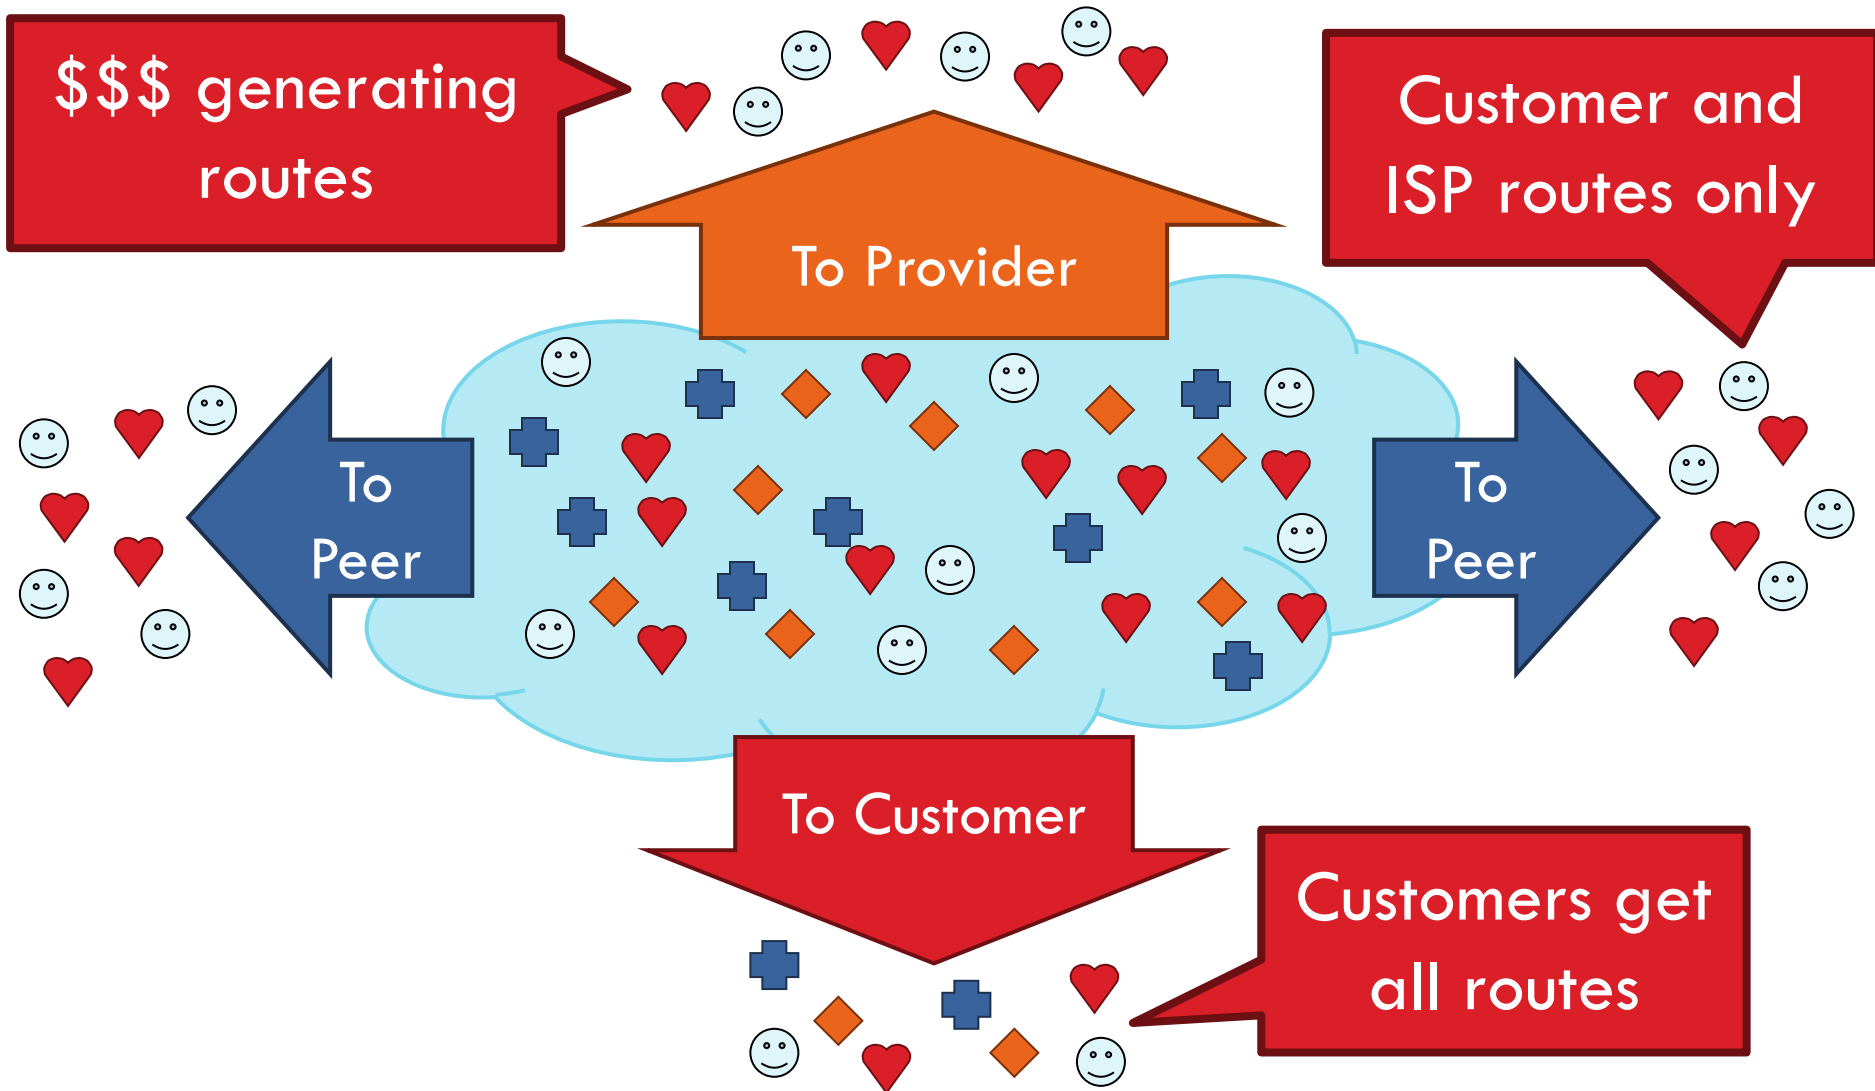 $$$ generating
routes
Customer and
ISP routes only
To Provider
To
Peer
To
Peer
To Customer
Customers get
all routes